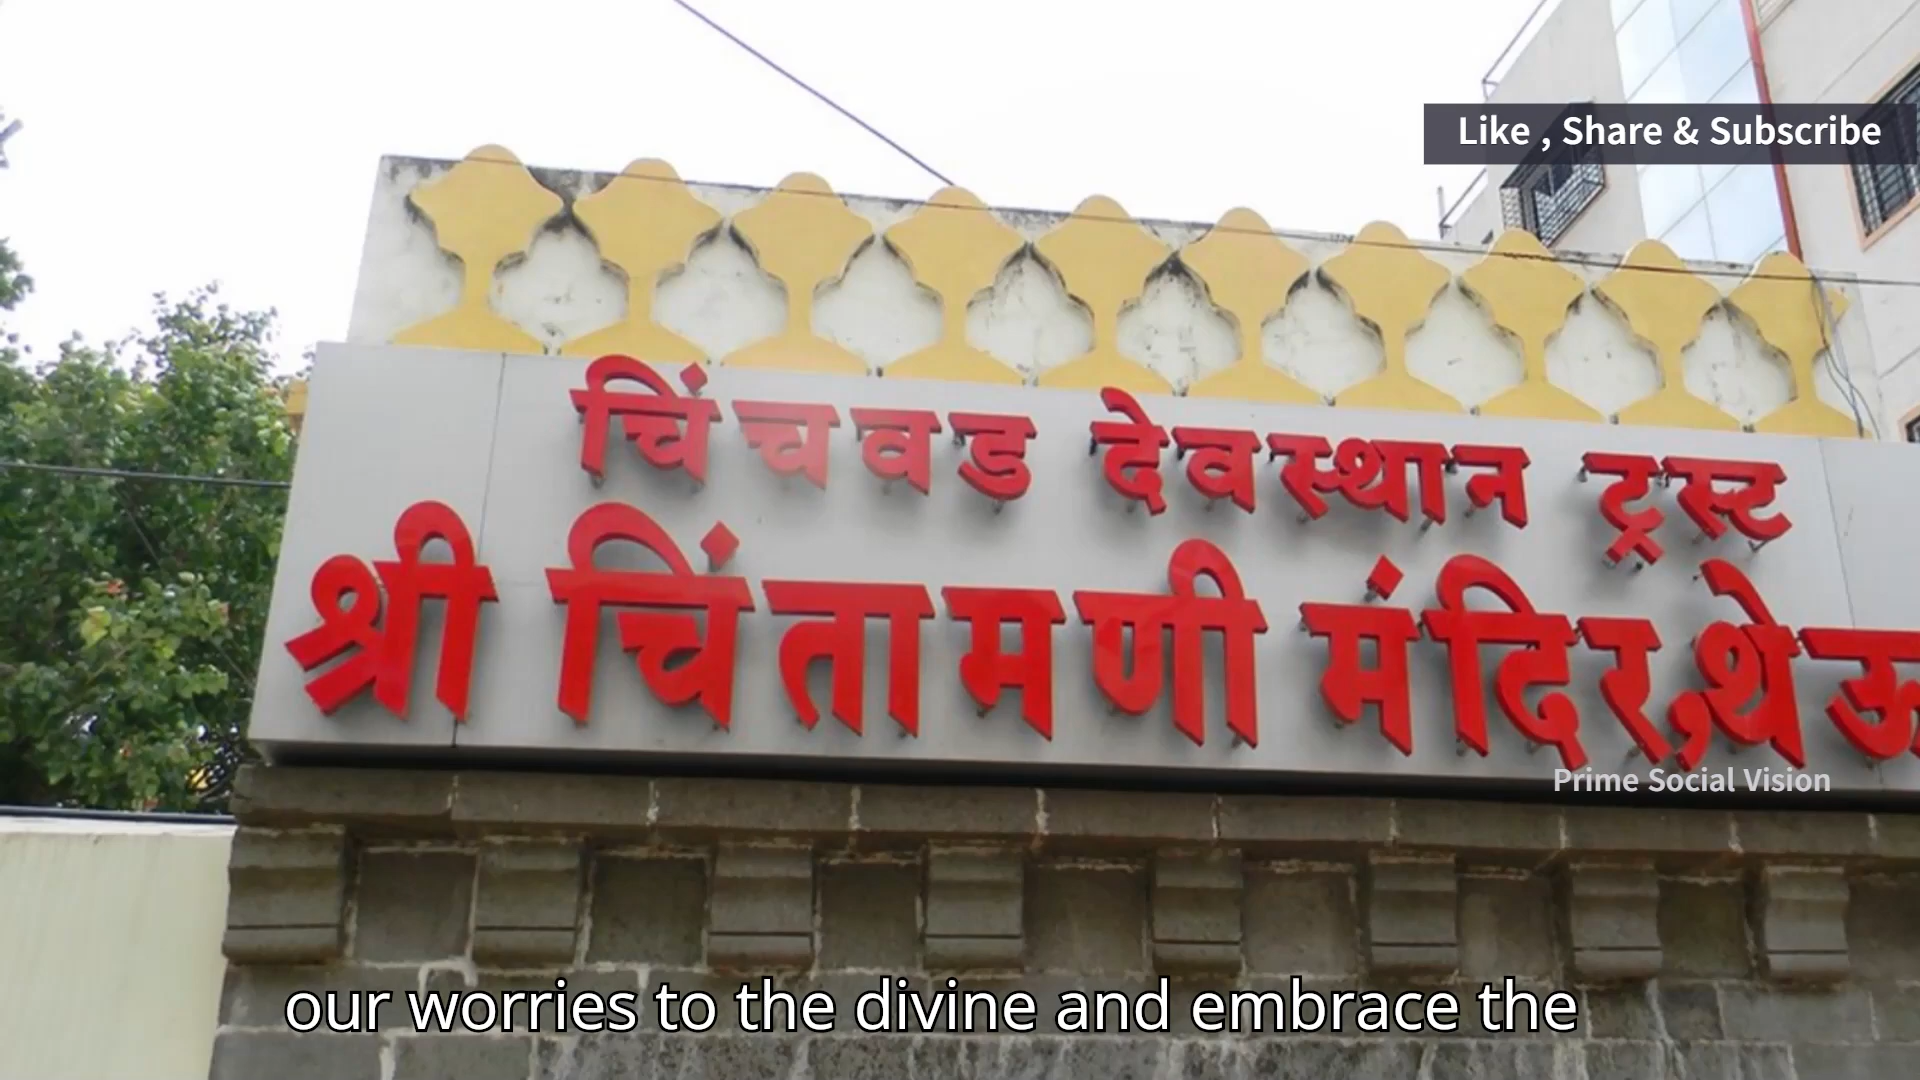 Like , Share & Subscribe
चिंचवड देवस्थान ट्रस्ट
श्री चिंतामणी मंदिर,थेऊ
Prime Social Vision
our worries to the divine and embrace the